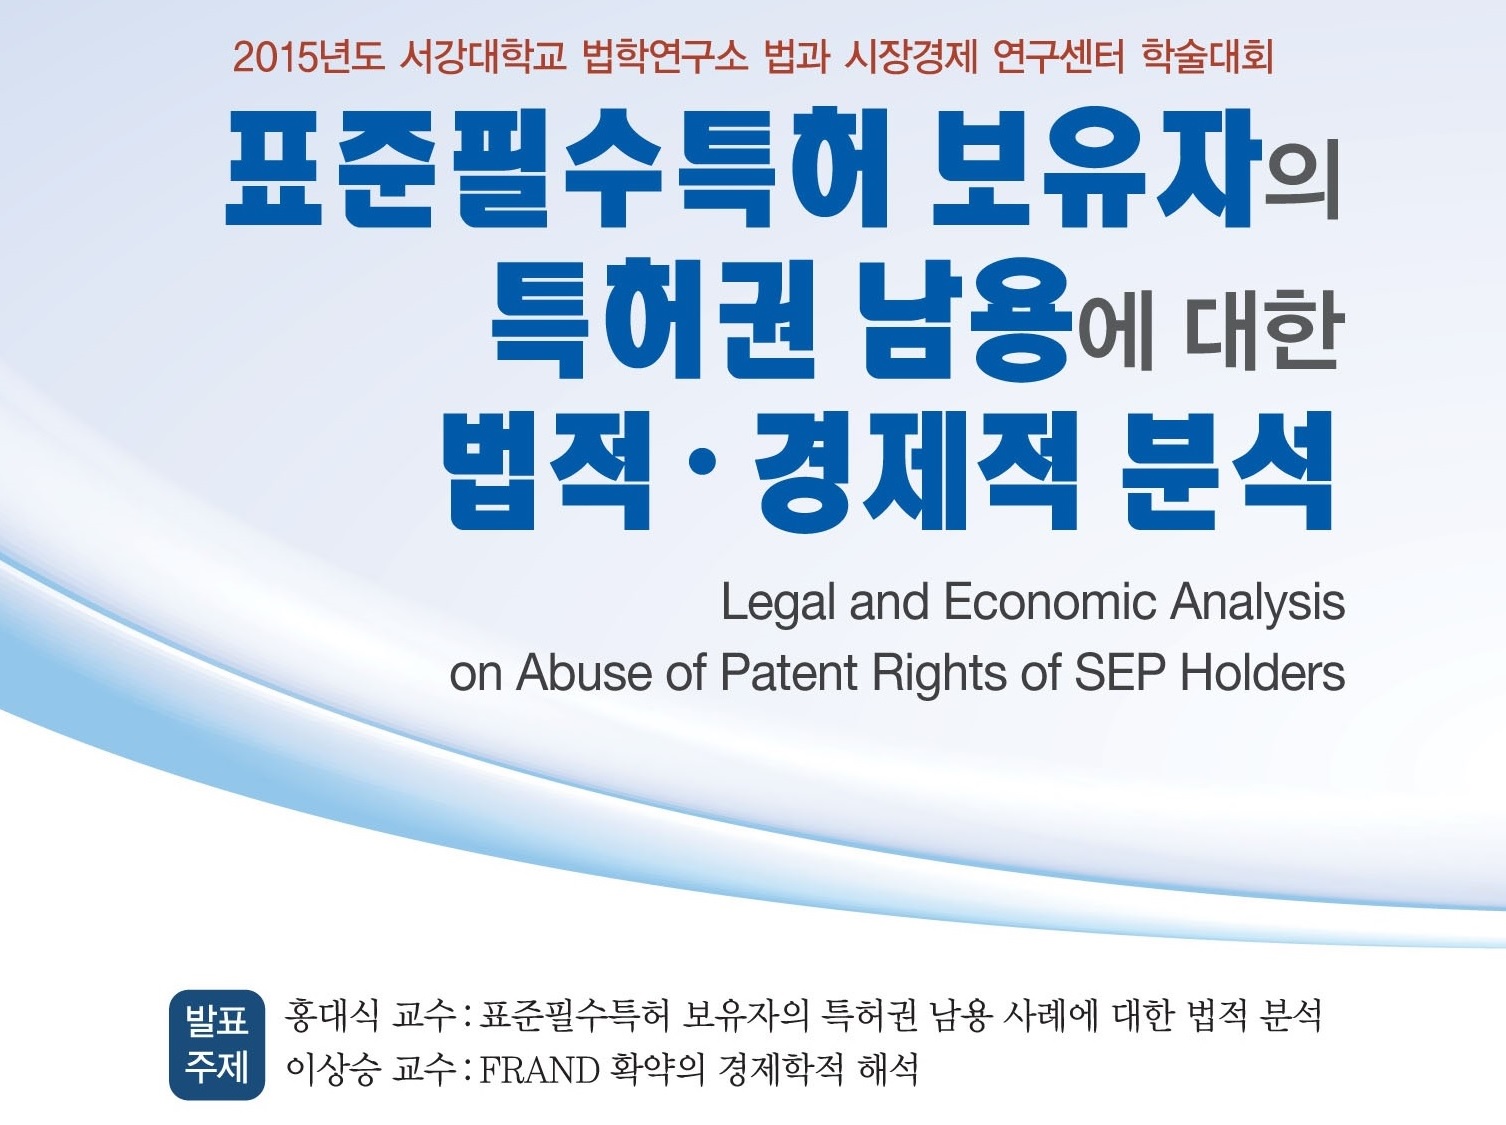 2015년도 서강대학교 법학연구소 법과 시장경제 연구센터 학술대회
표준필수특허 보유자의
특허권 남용에 대한
법적·경제적 분석
Legal and Economic Analysis
on Abuse of Patent Rights of SEP Holders
발표
주제
홍대식 교수 : 표준필수특허 보유자의 특허권 남용 사례에 대한 법적 분석
이상승 교수 : FRAND 확약의 경제학적 해석